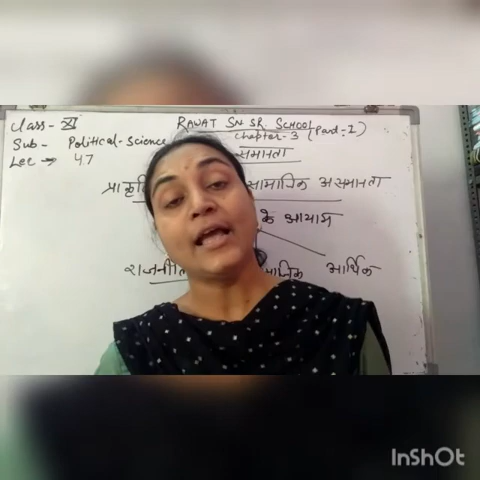 Class - XI RAWAT SN. SR. SCHOOL
Sub - Political-Science Chapter-3 (Part-I)
Lec → 47 समानता
सामाजिक असमानता
के आयाम
आर्थिक
InShOt